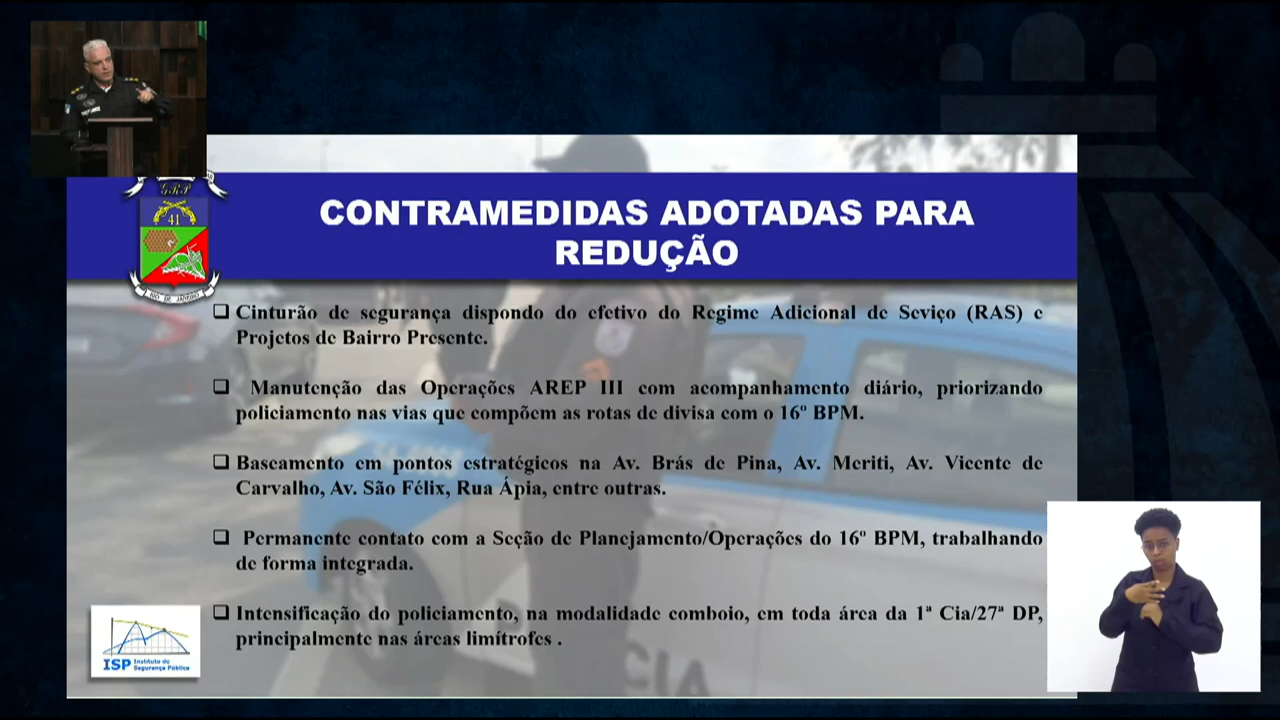 GRP
41
RIO DE JANEIRO
CONTRAMEDIDAS ADOTADAS PARA
REDUÇÃO
❑ Cinturão de segurança dispondo do efetivo do Regime Adicional de Seviço (RAS) e
Projetos de Bairro Presente.
❑ Manutenção das Operações AREP III com acompanhamento diário, priorizando
policiamento nas vias que compõem as rotas de divisa com o 16º BPM.
❑ Baseamento em pontos estratégicos na Av. Brás de Pina, Av. Meriti, Av. Vicente de
Carvalho, Av. São Félix, Rua Ápia, entre outras.
❑ Permanente contato com a Seção de Planejamento/Operações do 16º BPM, trabalhando
de forma integrada.
❑ Intensificação do policiamento, na modalidade comboio, em toda área da 1ª Cia/27ª DP,
principalmente nas áreas limítrofes .
ISP Instituto de
Segurança Pública